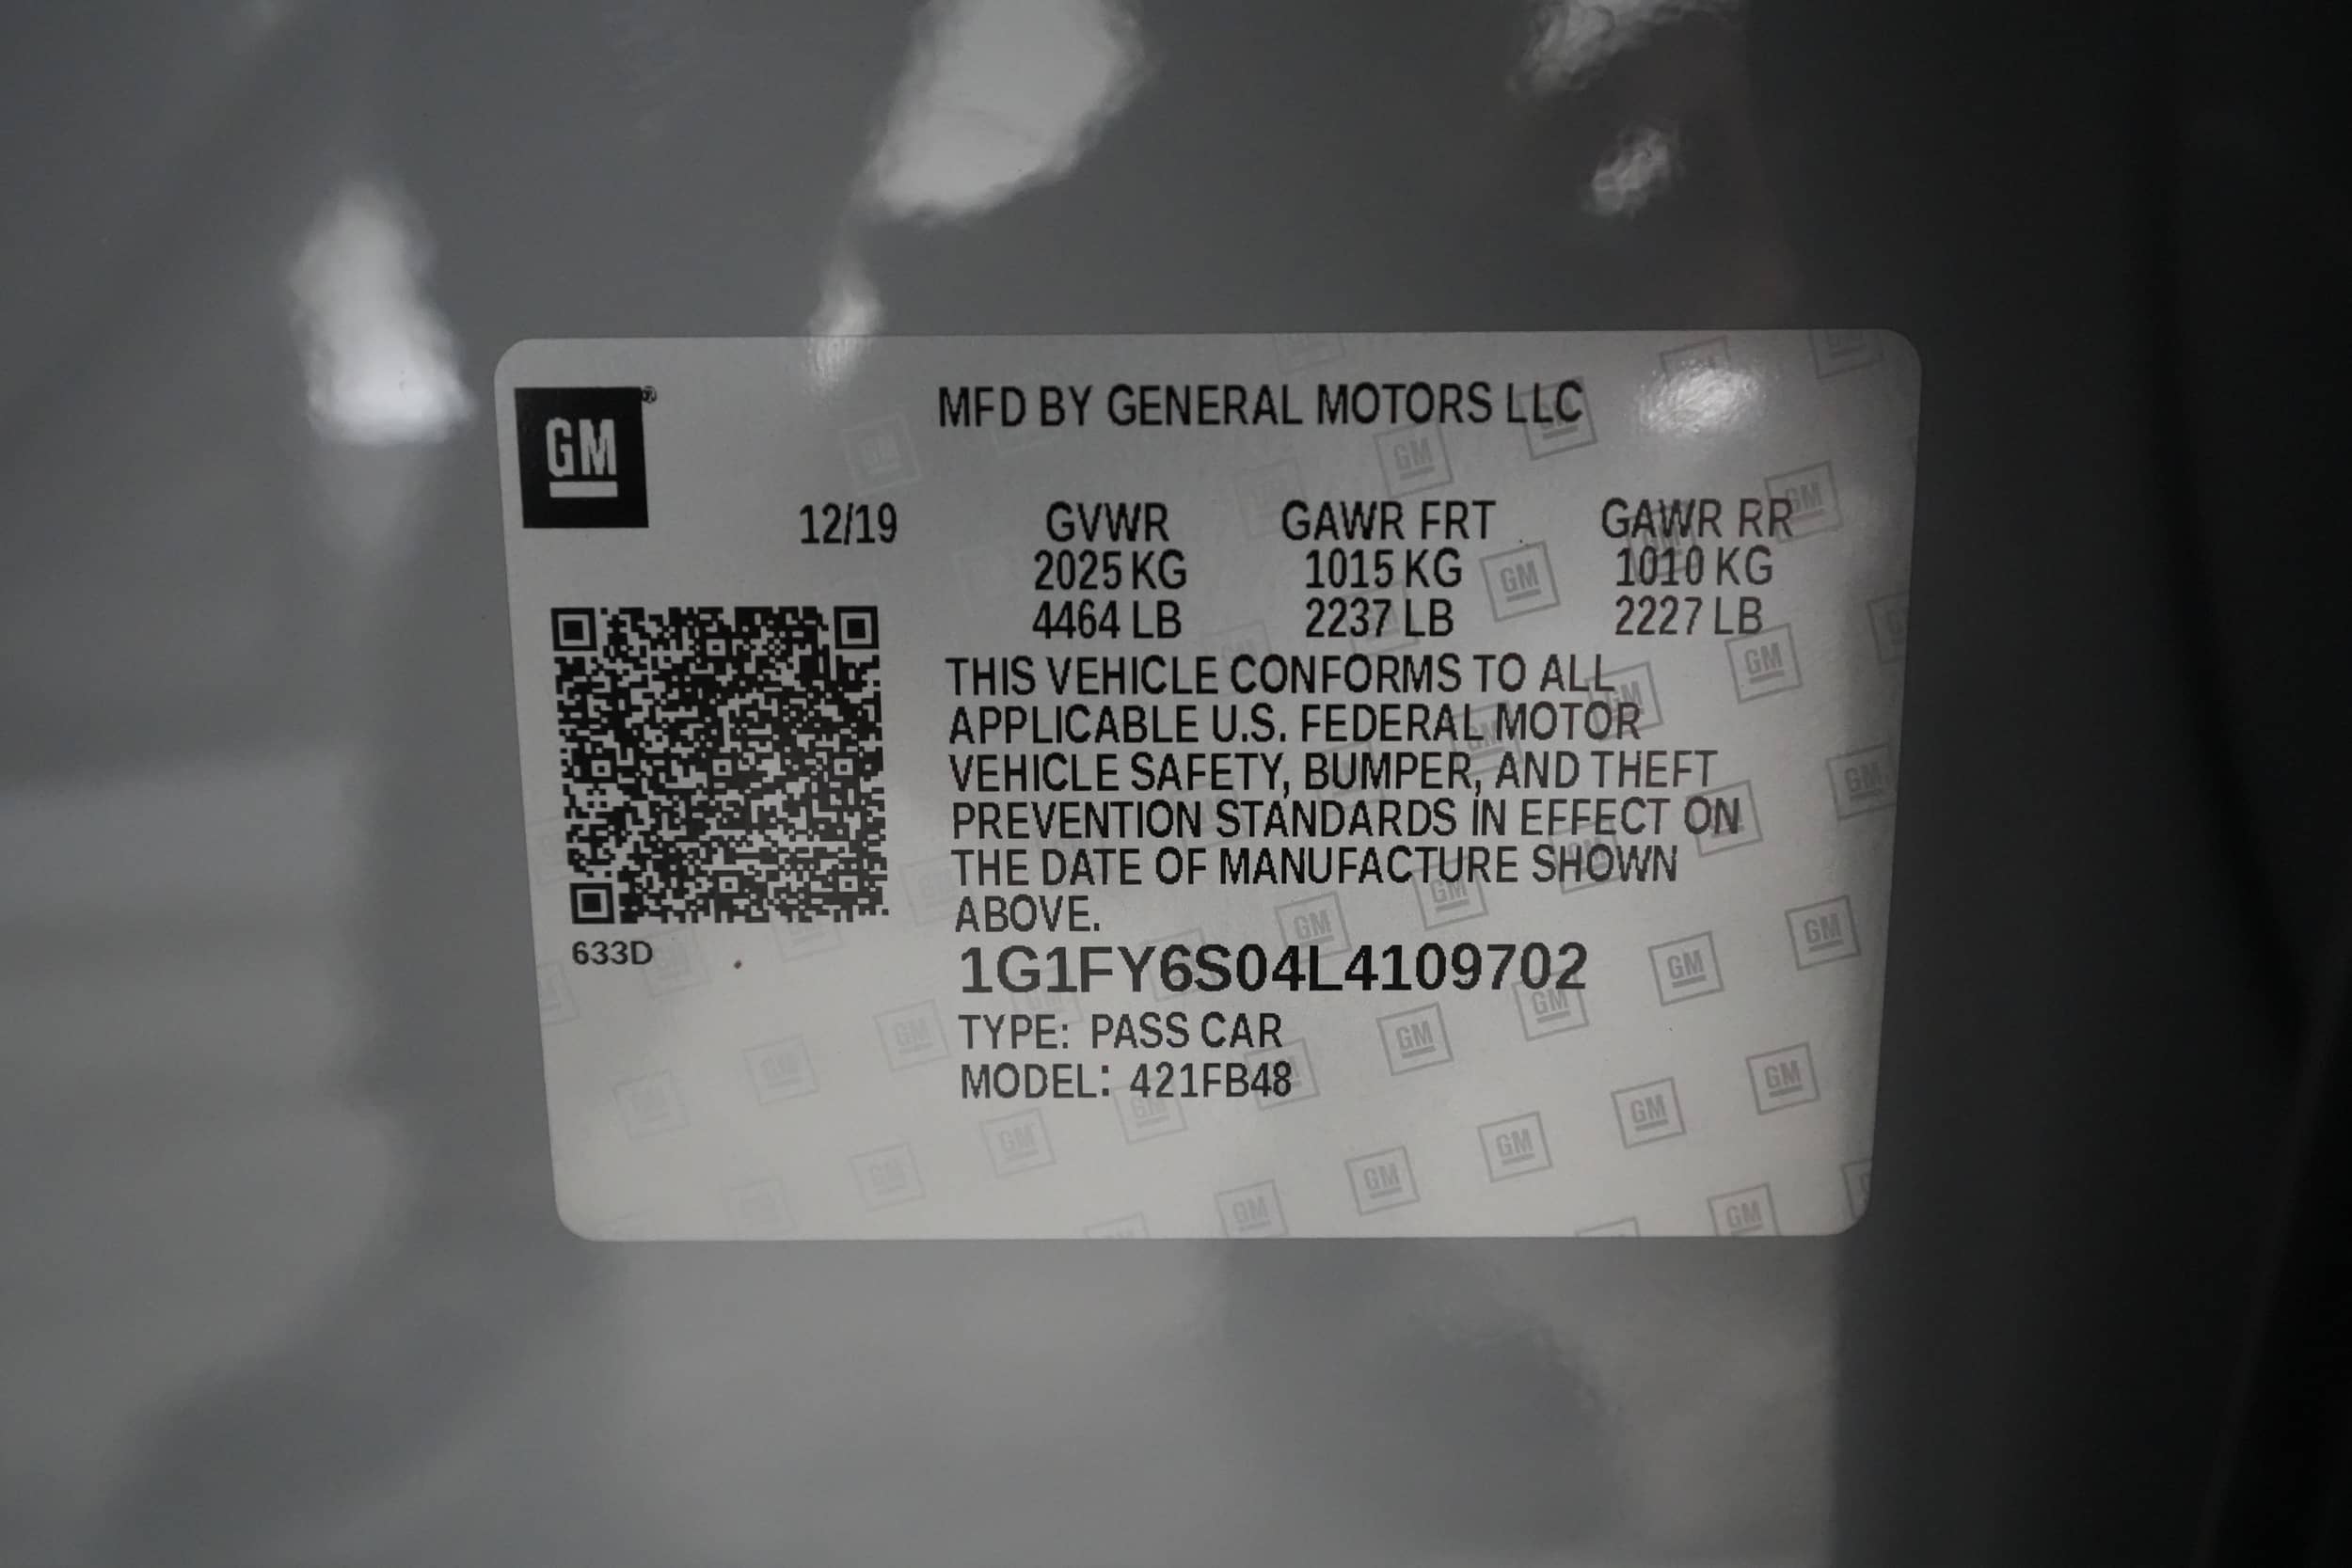 GM
MFD BY GENERAL MOTORS LLC
12/19 GVWR GAWR FRT GAWR RR
2025 KG 1015 KG 1010 KG
4464 LB 2237 LB 2227 LB
THIS VEHICLE CONFORMS TO ALL
APPLICABLE U.S. FEDERAL MOTOR
VEHICLE SAFETY, BUMPER, AND THEFT
PREVENTION STANDARDS IN EFFECT ON
THE DATE OF MANUFACTURE SHOWN
ABOVE.
633D
1G1FY6S04L4109702
TYPE: PASS CAR
MODEL: 421FB48